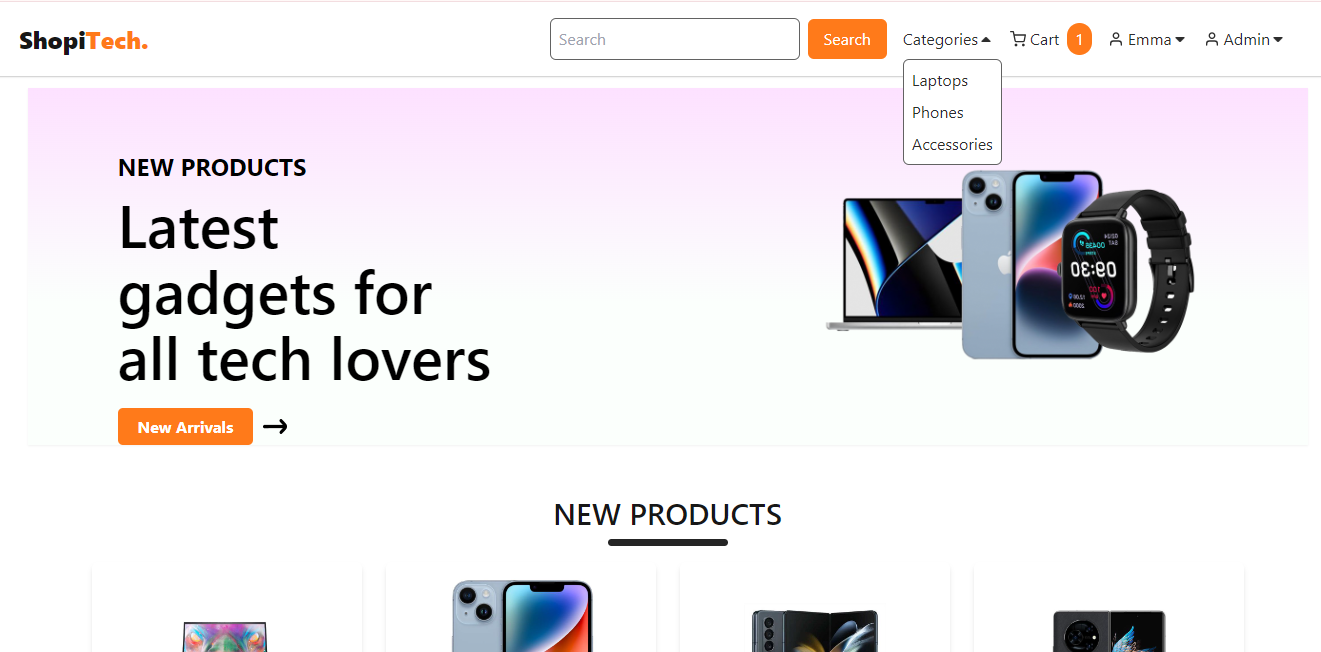 ShopiTech.
Search
Search
Categories
Cart
1
Emma
Admin
Laptops
Phones
Accessories
NEW PRODUCTS
Latest
gadgets for
all tech lovers
New Arrivals
09:30
NEW PRODUCTS